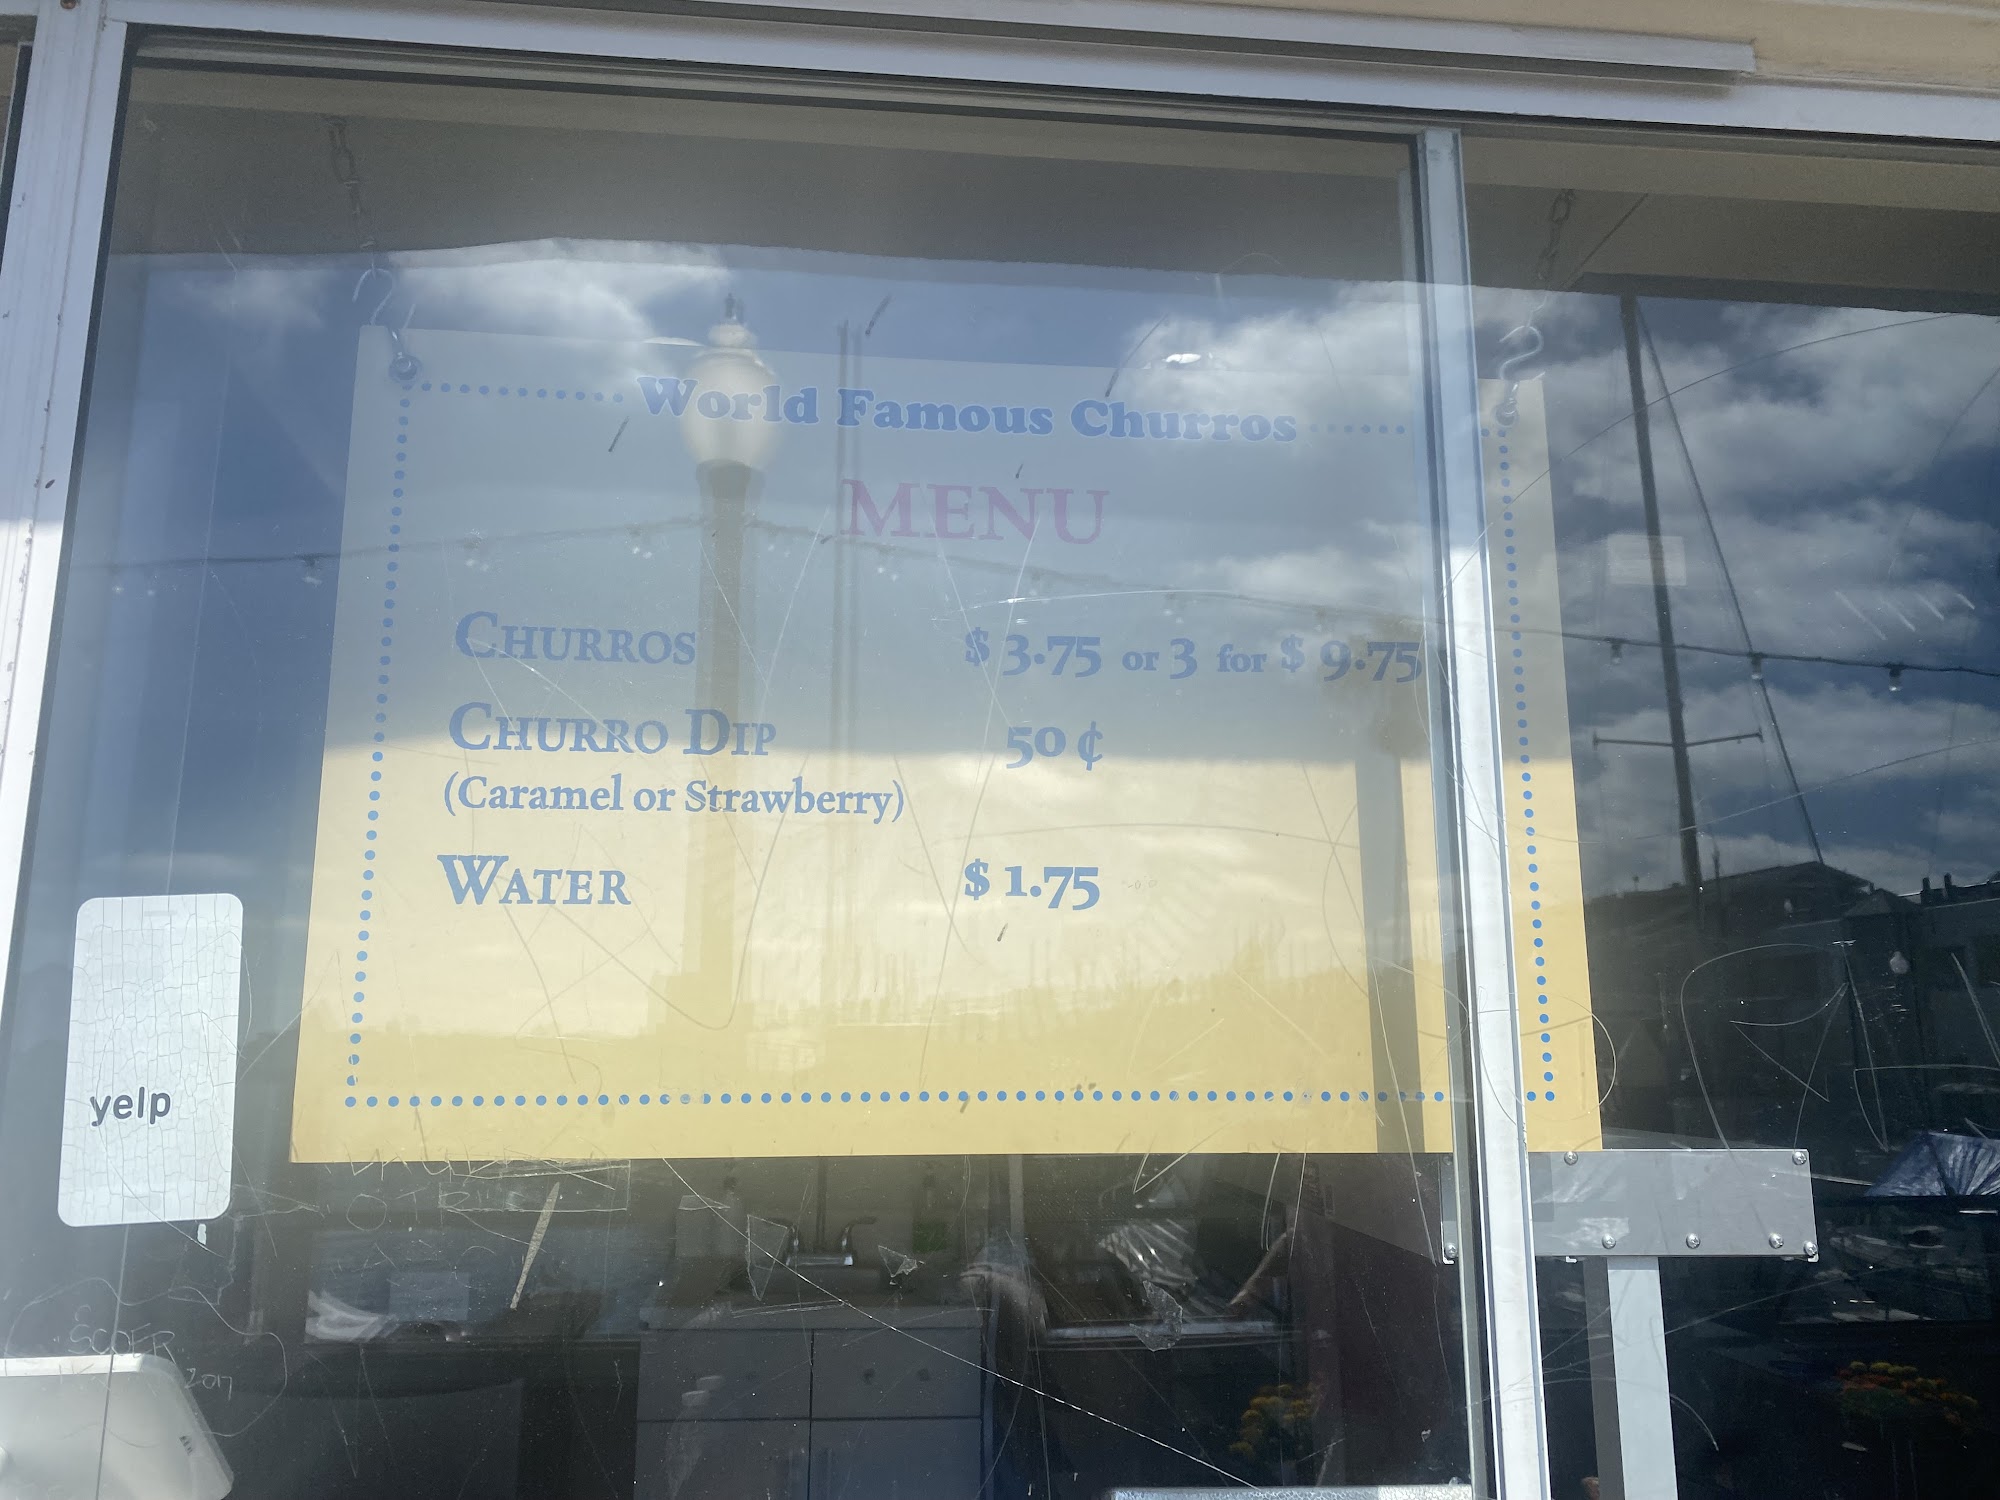 World Famous Churros
MENU
CHURROS $ 3.75 or 3 for $ 9.75
CHURRO DIP 50 ¢
(Caramel or Strawberry)
WATER $ 1.75
yelp
2017